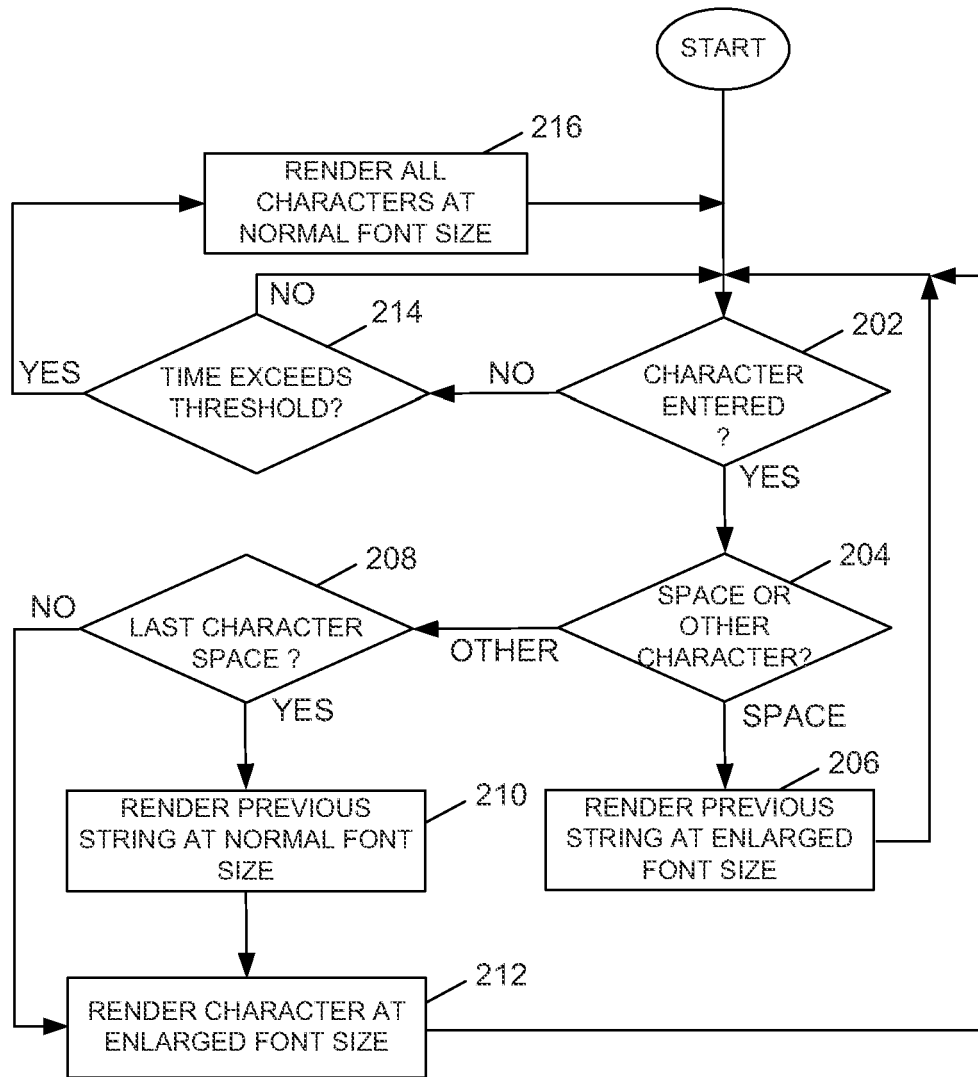 START
216
RENDER ALL
CHARACTERS AT
NORMAL FONT SIZE
NO
214
202
YES
TIME EXCEEDS
THRESHOLD?
NO
CHARACTER
ENTERED
?
YES
208
204
NO
LAST CHARACTER
SPACE ?
OTHER
SPACE OR
OTHER
CHARACTER?
YES
SPACE
206
RENDER PREVIOUS
STRING AT NORMAL FONT
SIZE
210
RENDER PREVIOUS
STRING AT ENLARGED
FONT SIZE
212
RENDER CHARACTER AT
ENLARGED FONT SIZE